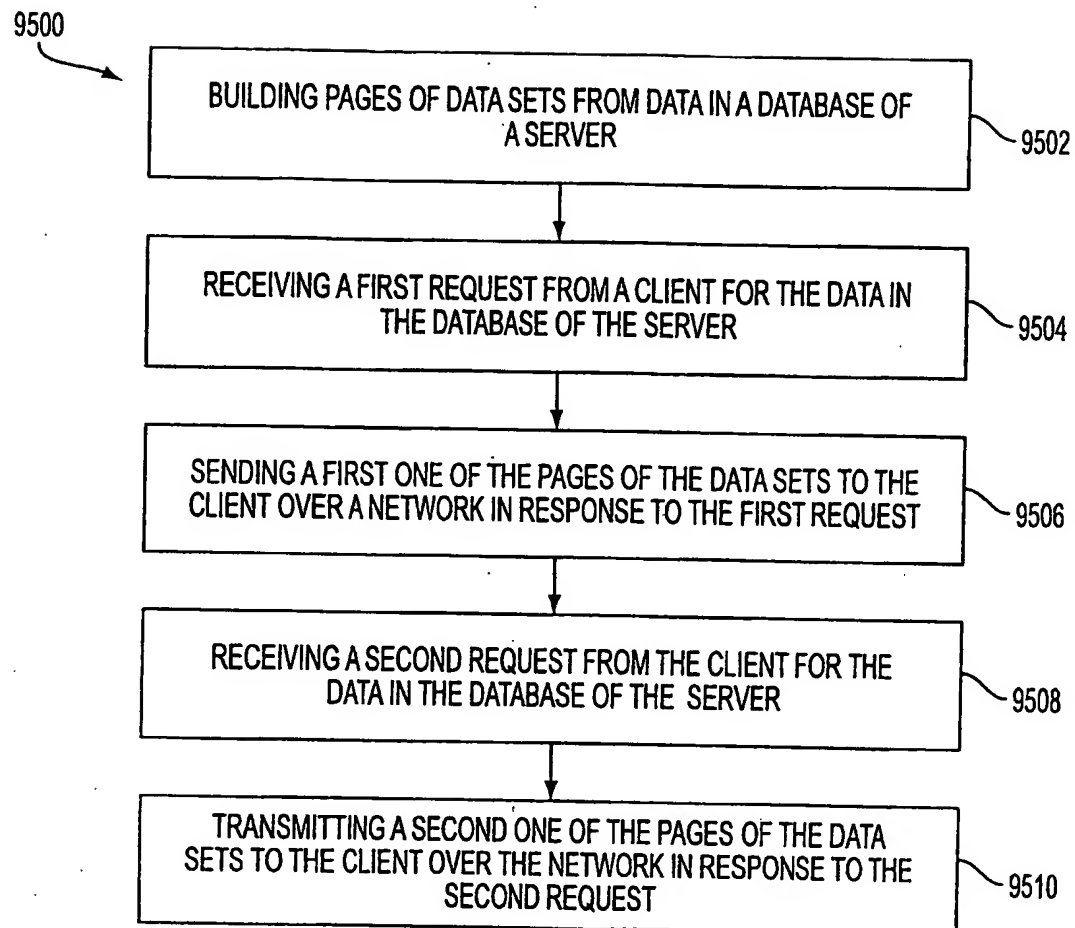 9500
BUILDING PAGES OF DATA SETS FROM DATA IN A DATABASE OF
A SERVER
9502
RECEIVING A FIRST REQUEST FROM A CLIENT FOR THE DATA IN
THE DATABASE OF THE SERVER
9504
SENDING A FIRST ONE OF THE PAGES OF THE DATA SETS TO THE
CLIENT OVER A NETWORK IN RESPONSE TO THE FIRST REQUEST
9506
RECEIVING A SECOND REQUEST FROM THE CLIENT FOR THE
DATA IN THE DATABASE OF THE SERVER
9508
TRANSMITTING A SECOND ONE OF THE PAGES OF THE DATA
SETS TO THE CLIENT OVER THE NETWORK IN RESPONSE TO THE
SECOND REQUEST
9510